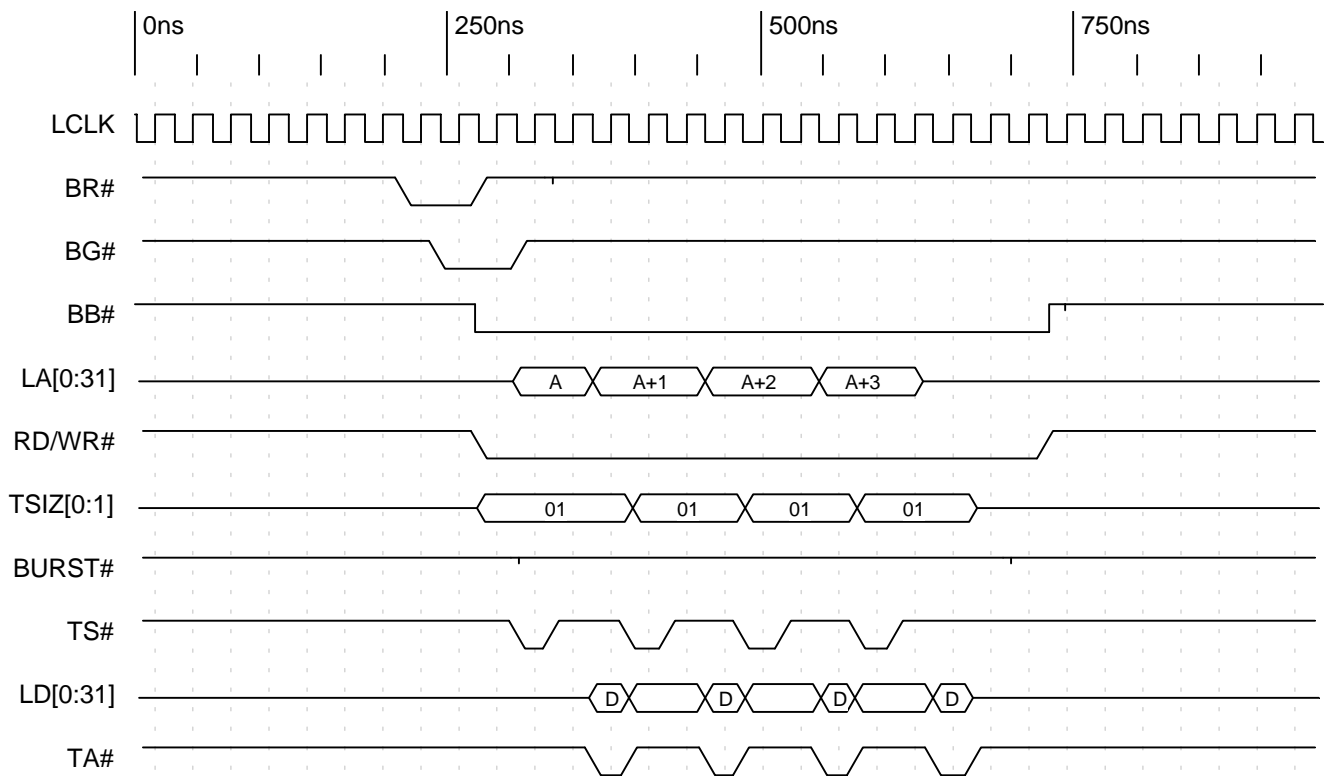 0ns 250ns 500ns 750ns
LCLK
BR#
BG#
BB#
LA[0:31] A A+1 A+2 A+3
RD/WR#
TSIZ[0:1] 01 01 01 01
BURST#
TS#
LD[0:31] D D D D
TA#